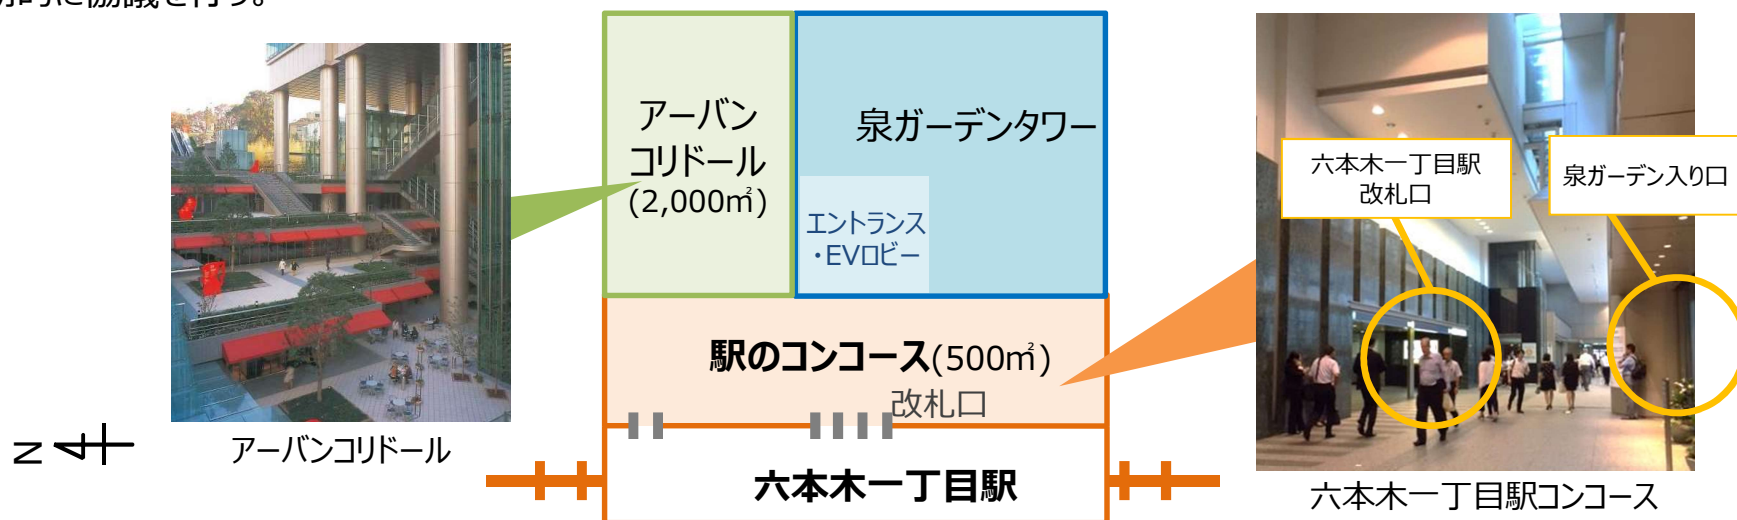 アーバン
コリドール
(2,000㎡)
泉ガーデンタワー
エントランス
・EVロビー
六本木一丁目駅
改札口
泉ガーデン入り口
駅のコンコース(500㎡)
改札口
N
アーバンコリドール
六本木一丁目駅
六本木一丁目駅コンコース